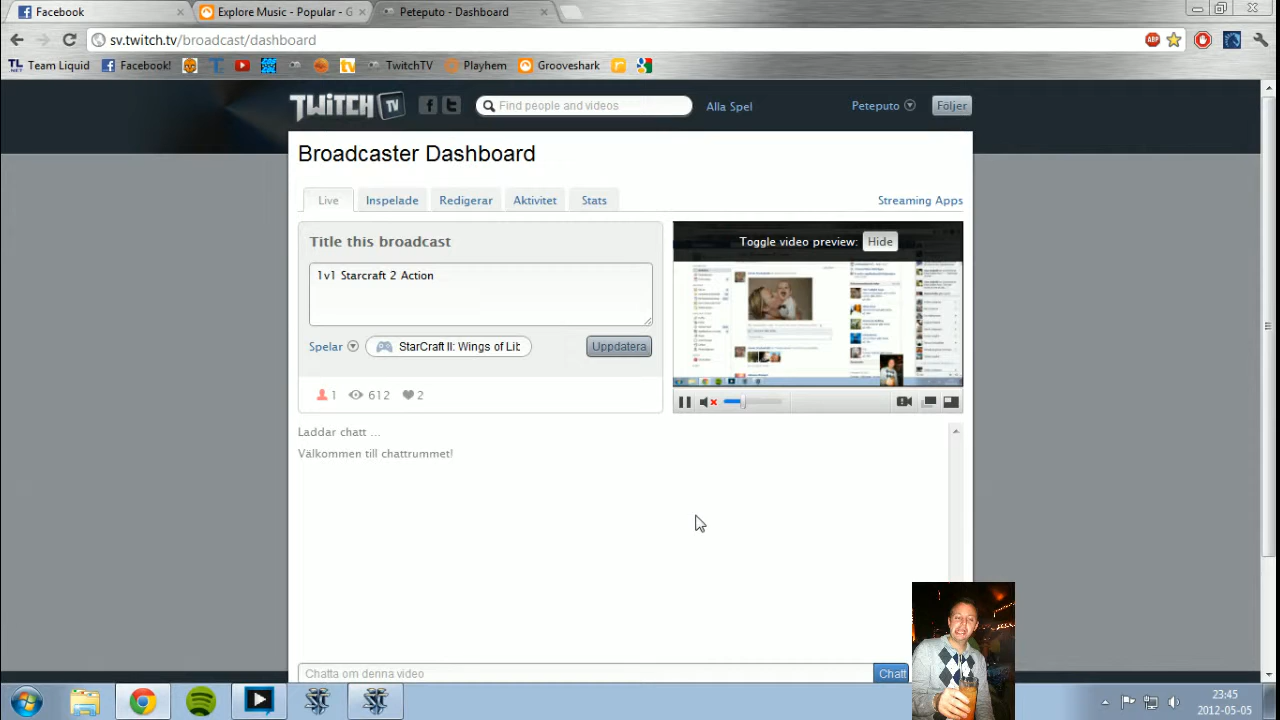 Facebook
Explore Music - Popular - G
Peteputo - Dashboard
sv.twitch.tv/broadcast/dashboard
ABP
TL NET Team Liquid
Facebook!
TwitchTV
Playhem
Grooveshark
TWiTCH TV
Find people and videos
Alla Spel
Peteputo
Följer
Broadcaster Dashboard
Live
Inspelade
Redigerar
Aktivitet
Stats
Streaming Apps
Title this broadcast
1v1 Starcraft 2 Action
Toggle video preview:
Hide
Spelar
StarCraft II: Wings of Lit
Uppdatera
1
612
2
Laddar chatt ...
Välkommen till chattrummet!
Chatta om denna video
Chatt
23:45
2012-05-05